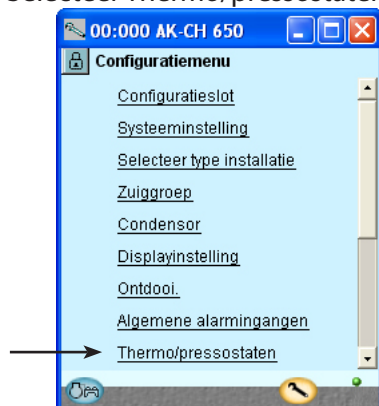 Selecteer Thermo/pressostaten
00:000 AK-CH 650
Configuratiemenu
Configuratieslot
Systeeminstelling
Selecteer type installatie
Zuiggroep
Condensor
Displayinstelling
Ontdooi.
Algemene alarmingangen
Thermo/pressostaten